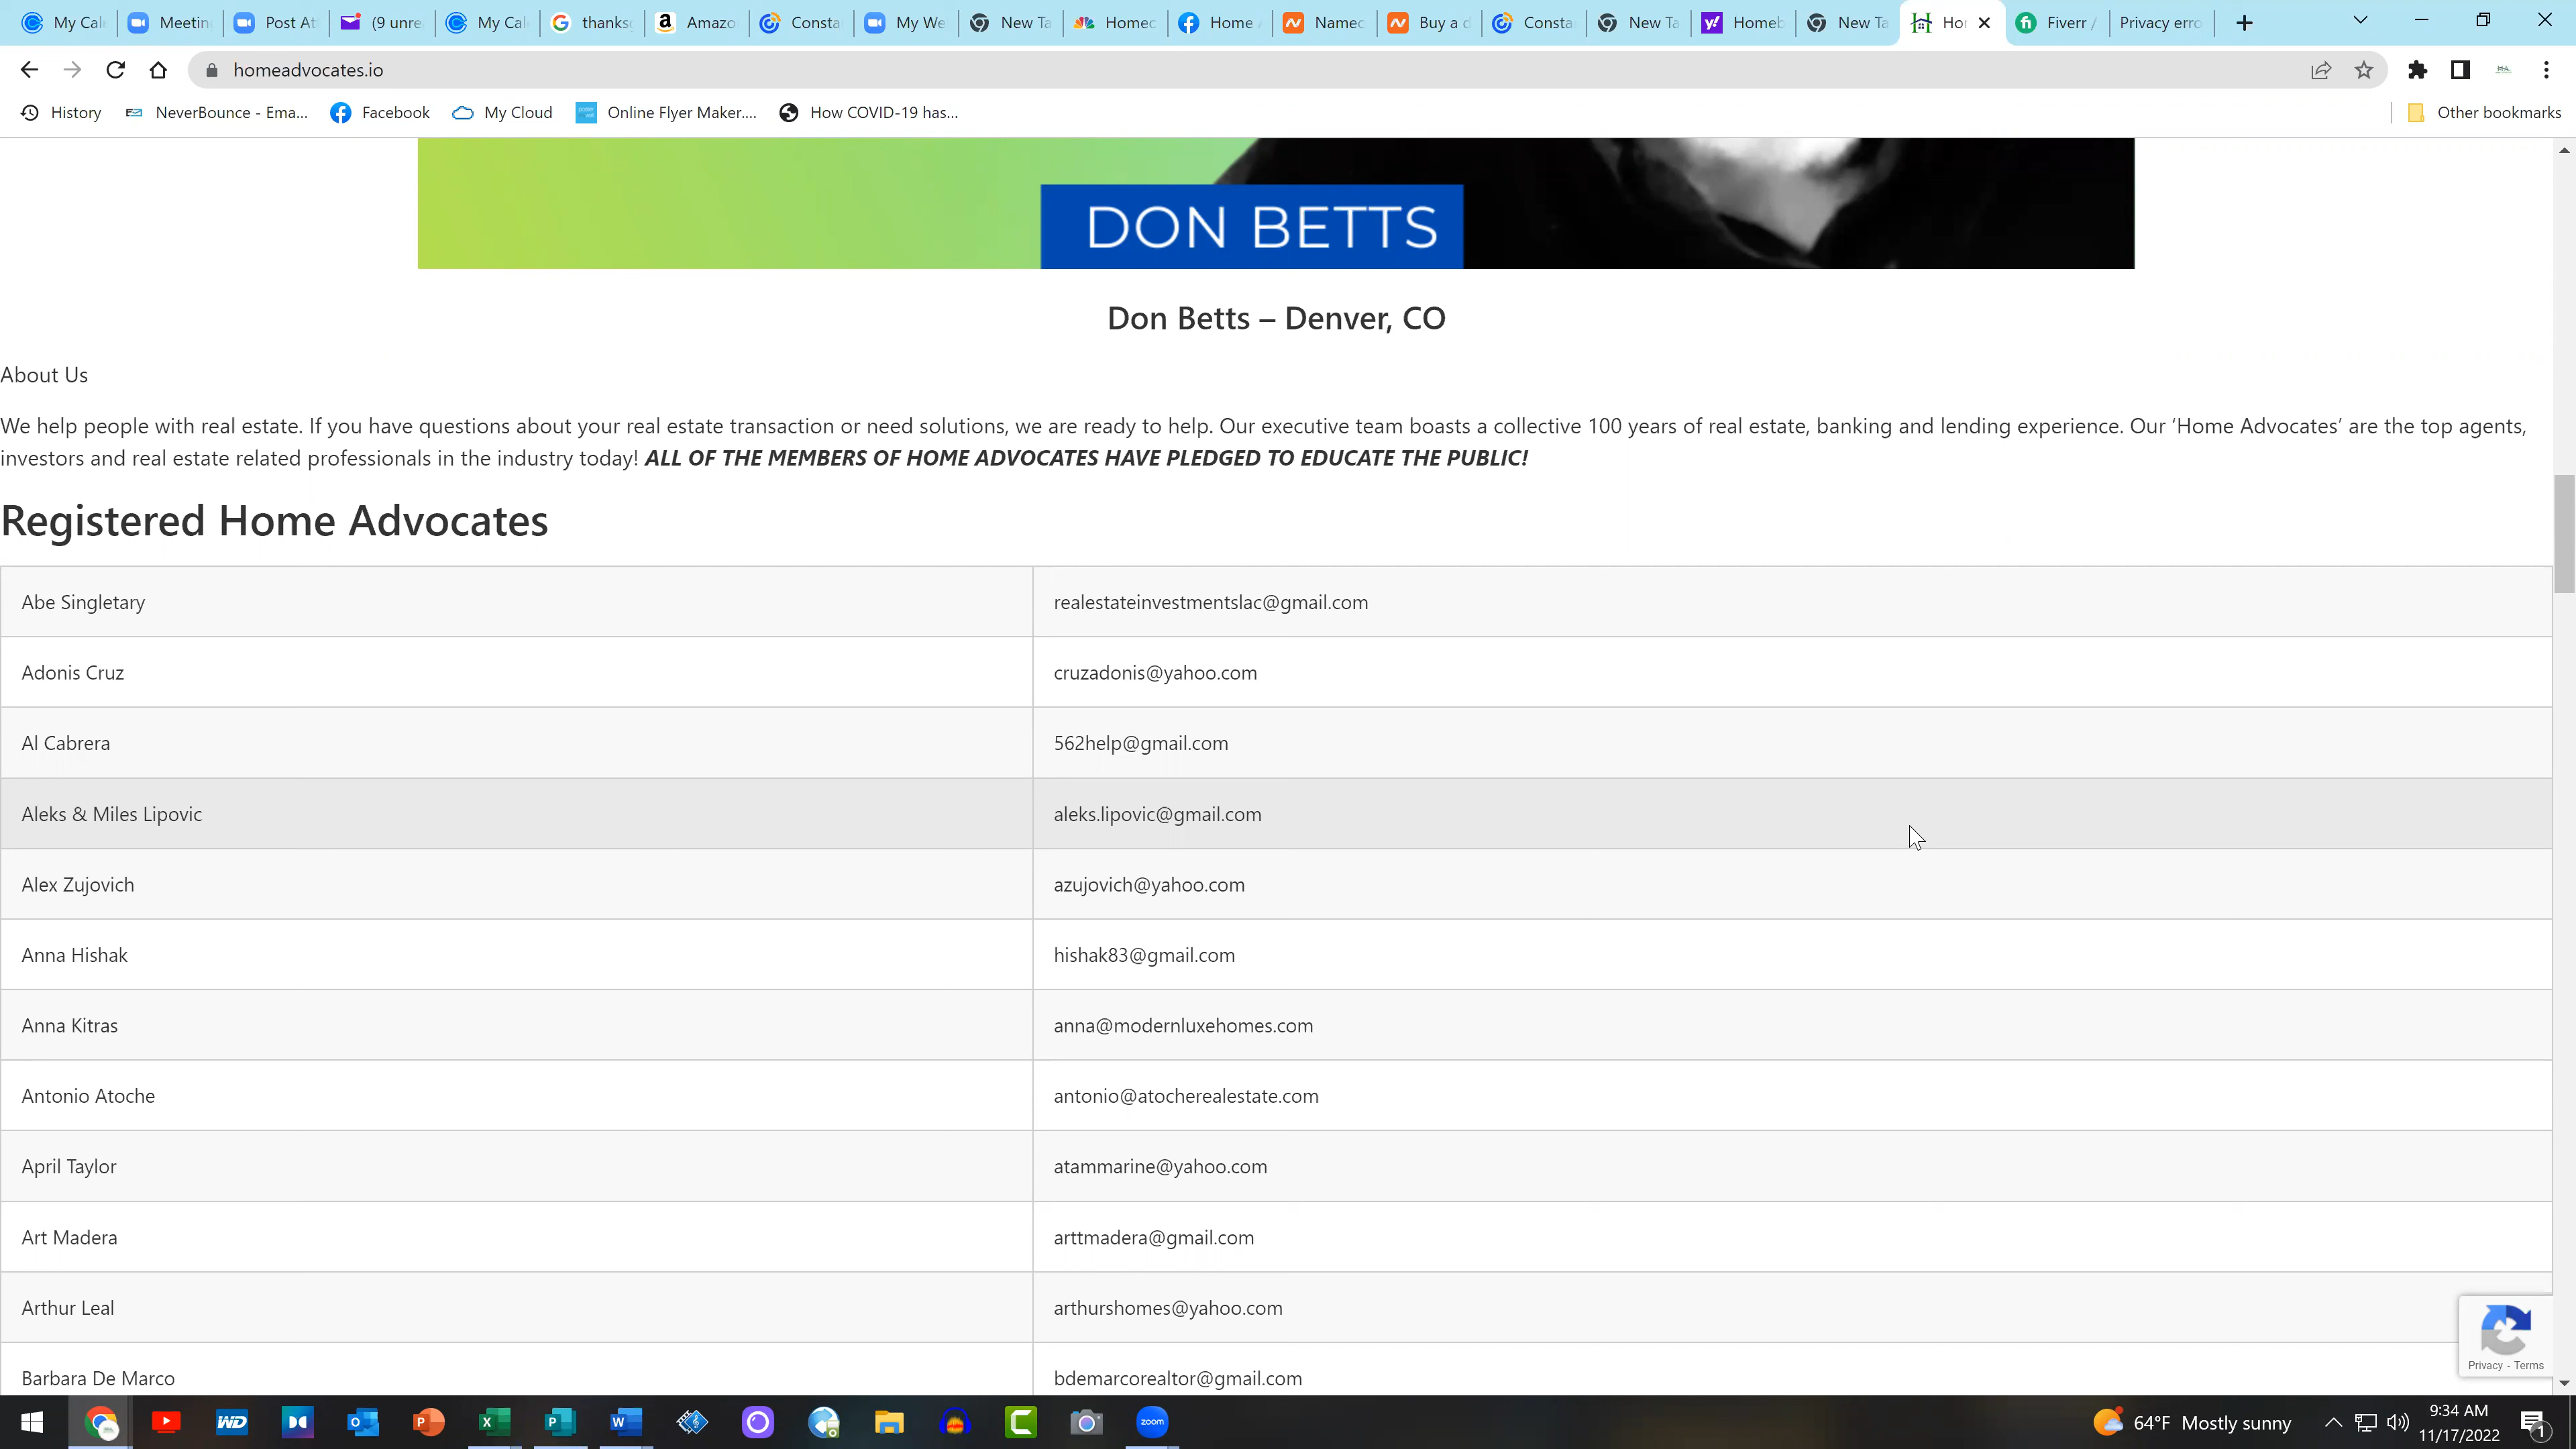 My Cal
Meetin
Post At
(9 unre
My Cal
thanksg
Amazo
Consta
My We
New Ta
Homec
Home A
Namec
Buy a d
Consta
New Ta
Homeb
New Ta
Hor
Fiverr /
Privacy erro
homeadvocates.io
History
NeverBounce - Ema...
Facebook
My Cloud
Online Flyer Maker....
How COVID-19 has...
Other bookmarks
DON BETTS
Don Betts – Denver, CO
About Us
We help people with real estate. If you have questions about your real estate transaction or need solutions, we are ready to help. Our executive team boasts a collective 100 years of real estate, banking and lending experience. Our ‘Home Advocates’ are the top agents,
investors and real estate related professionals in the industry today! ALL OF THE MEMBERS OF HOME ADVOCATES HAVE PLEDGED TO EDUCATE THE PUBLIC!
Registered Home Advocates
Abe Singletary realestateinvestmentslac@gmail.com
Adonis Cruz cruzadonis@yahoo.com
Al Cabrera 562help@gmail.com
Aleks & Miles Lipovic aleks.lipovic@gmail.com
Alex Zujovich azujovich@yahoo.com
Anna Hishak hishak83@gmail.com
Anna Kitras anna@modernluxehomes.com
Antonio Atoche antonio@atocherealestate.com
April Taylor atammarine@yahoo.com
Art Madera arttmadera@gmail.com
Arthur Leal arthurshomes@yahoo.com
Barbara De Marco bdemarcorealtor@gmail.com
Privacy - Terms
WD
zoom
64°F Mostly sunny
9:34 AM
11/17/2022
1